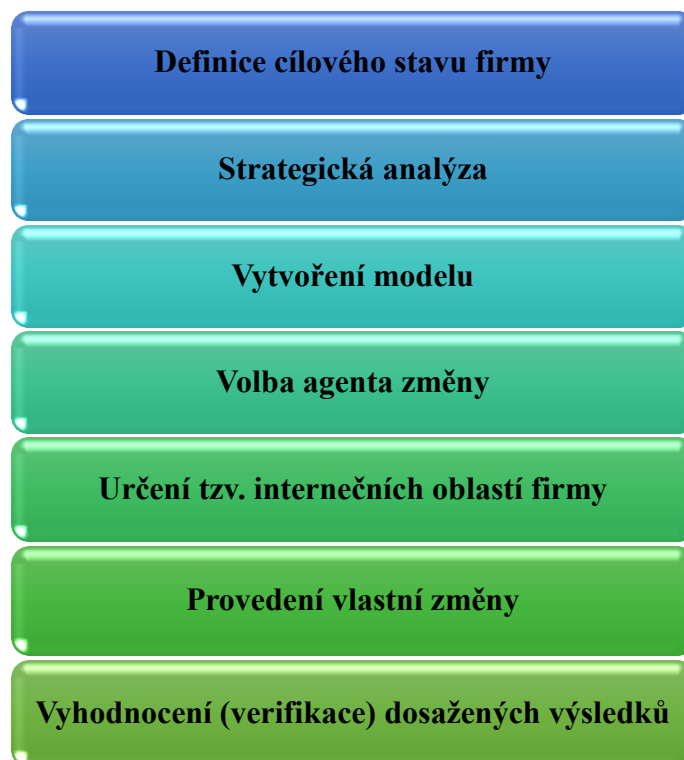 Definice cílového stavu firmy
Strategická analýza
Vytvoření modelu
Volba agenta změny
Určení tzv. internečních oblastí firmy
Provedení vlastní změny
Vyhodnocení (verifikace) dosažených výsledků